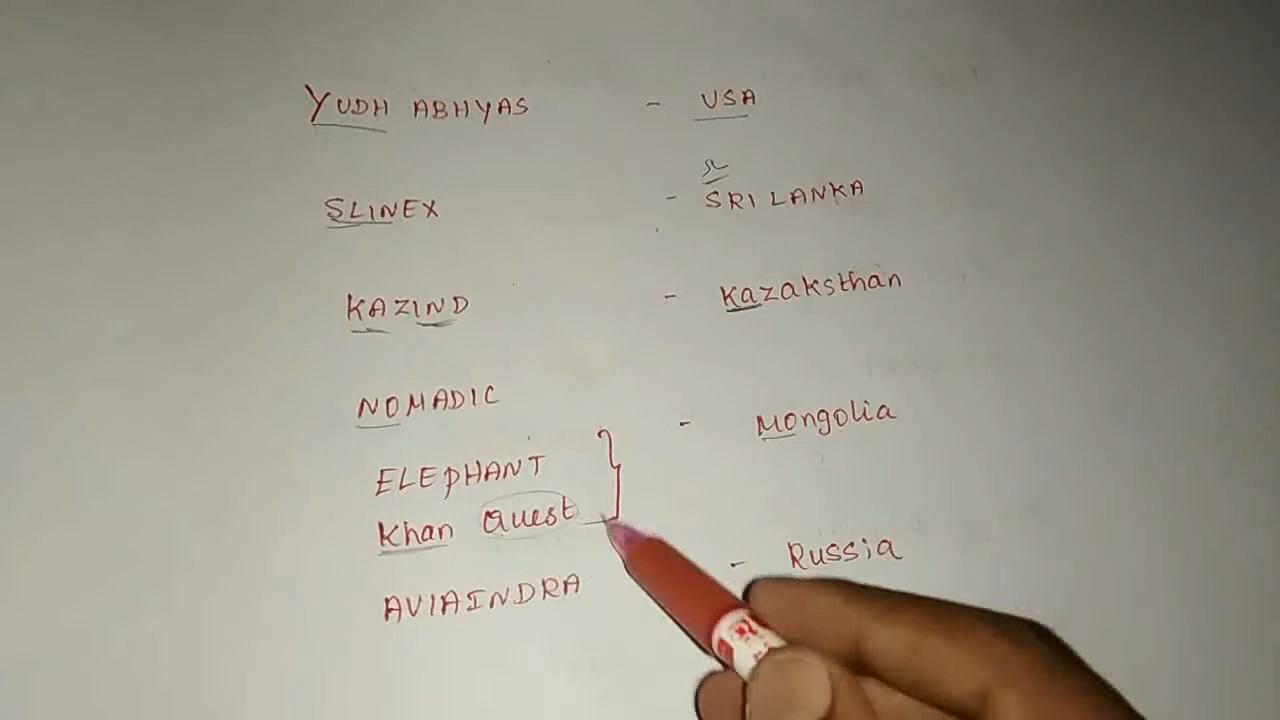 YUDH ABHYAS - USA
SLINEX - SRI LANKA
KAZIND - Kazaksthan
NOMADIC
ELEPHANT - Mongolia
Khan Quest
AVIAINDRA - Russia